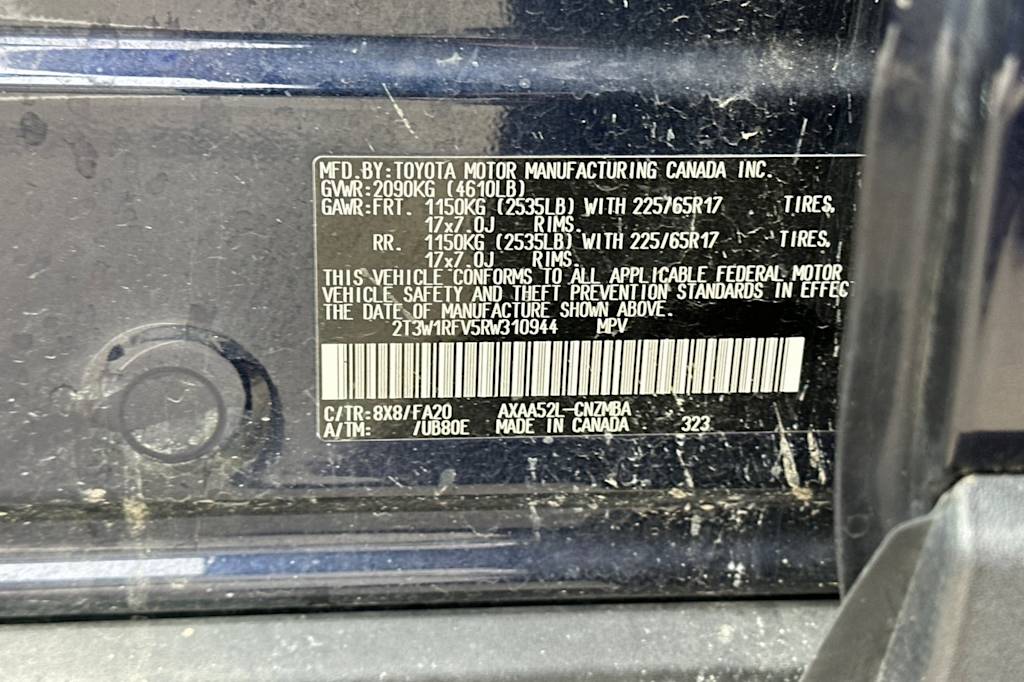 MFD.BY:TOYOTA MOTOR MANUFACTURING CANADA INC.
GVWR:2090KG (4610LB)
GAWR:FRT. 1150KG (2535LB) WITH 225/65R17 TIRES,
17x7.0J RIMS.
RR. 1150KG (2535LB) WITH 225/65R17 TIRES,
17x7.0J RIMS.
THIS VEHICLE CONFORMS TO ALL APPLICABLE FEDERAL MOTOR
VEHICLE SAFETY AND THEFT PREVENTION STANDARDS IN EFFEC
THE DATE OF MANUFACTURE SHOWN ABOVE.
2T3W1RFV5RW310944 MPV
C/TR:8X8/FA20 AXAA52L-CNZMBA
A/TM: /UB80E MADE IN CANADA 323